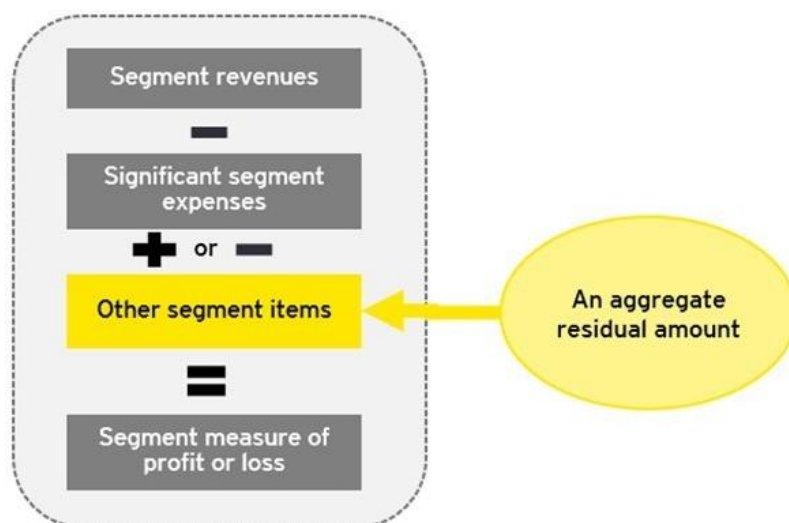 Segment revenues
Significant segment
expenses
or
Other segment items
An aggregate
residual amount
Segment measure of
profit or loss